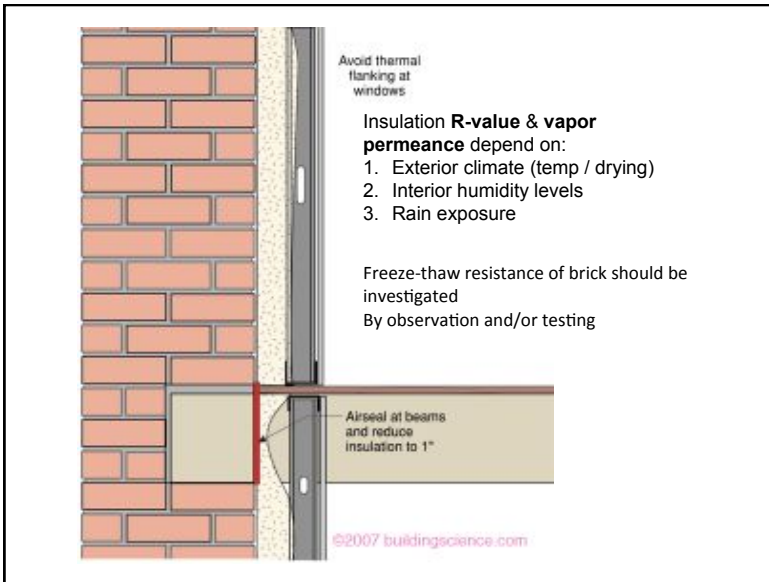 Avoid thermal
flanking at
windows
Insulation R-value & vapor
permeance depend on:
1. Exterior climate (temp / drying)
2. Interior humidity levels
3. Rain exposure
Freeze-thaw resistance of brick should be
investigated
By observation and/or testing
Airseal at beams
and reduce
insulation to 1"
©2007 buildingscience.com